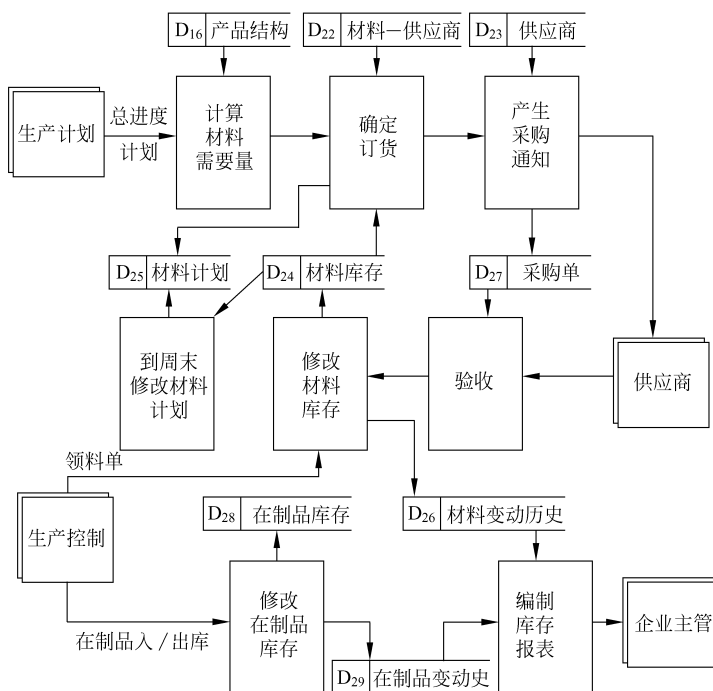 D16 产品结构
D22 材料—供应商
D23 供应商
生产计划
总进度
计划
计算
材料
需要量
确定
订货
产生
采购
通知
D25 材料计划
D24 材料库存
D27 采购单
到周末
修改材料
计划
修改
材料
库存
验收
供应商
领料单
生产控制
D28 在制品库存
D26 材料变动历史
在制品入/出库
修改
在制品
库存
D29 在制品变动史
编制
库存
报表
企业主管